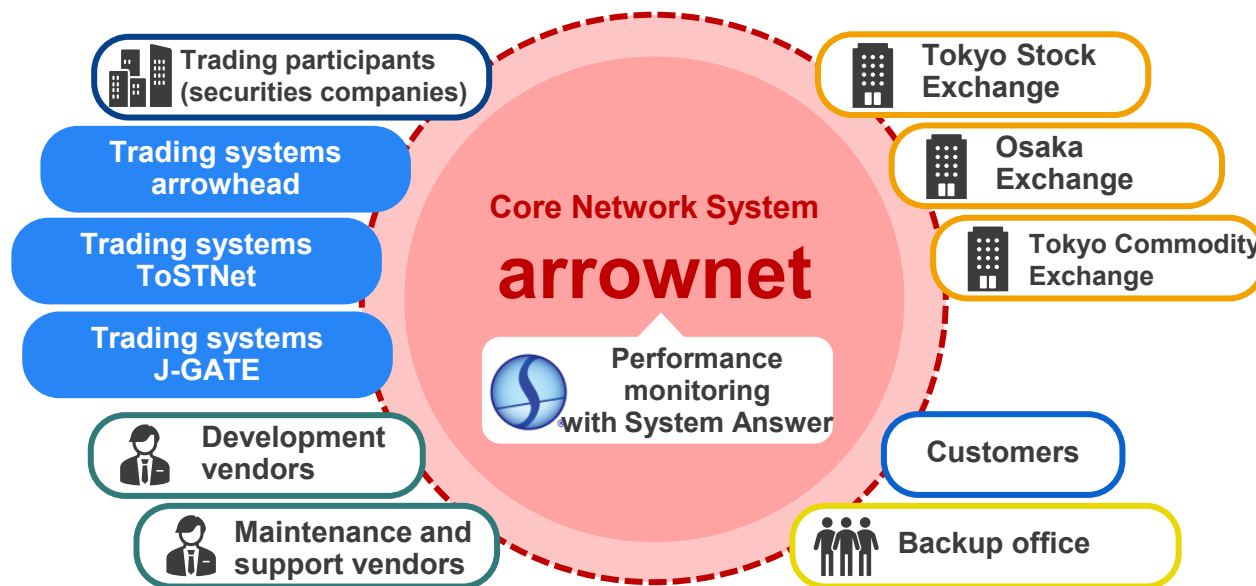 Trading participants
(securities companies)
Trading systems
arrowhead
Trading systems
ToSTNet
Trading systems
J-GATE
Development
vendors
Maintenance and
support vendors
Core Network System
arrownet
Performance
monitoring
with System Answer
®
Tokyo Stock
Exchange
Osaka
Exchange
Tokyo Commodity
Exchange
Customers
Backup office